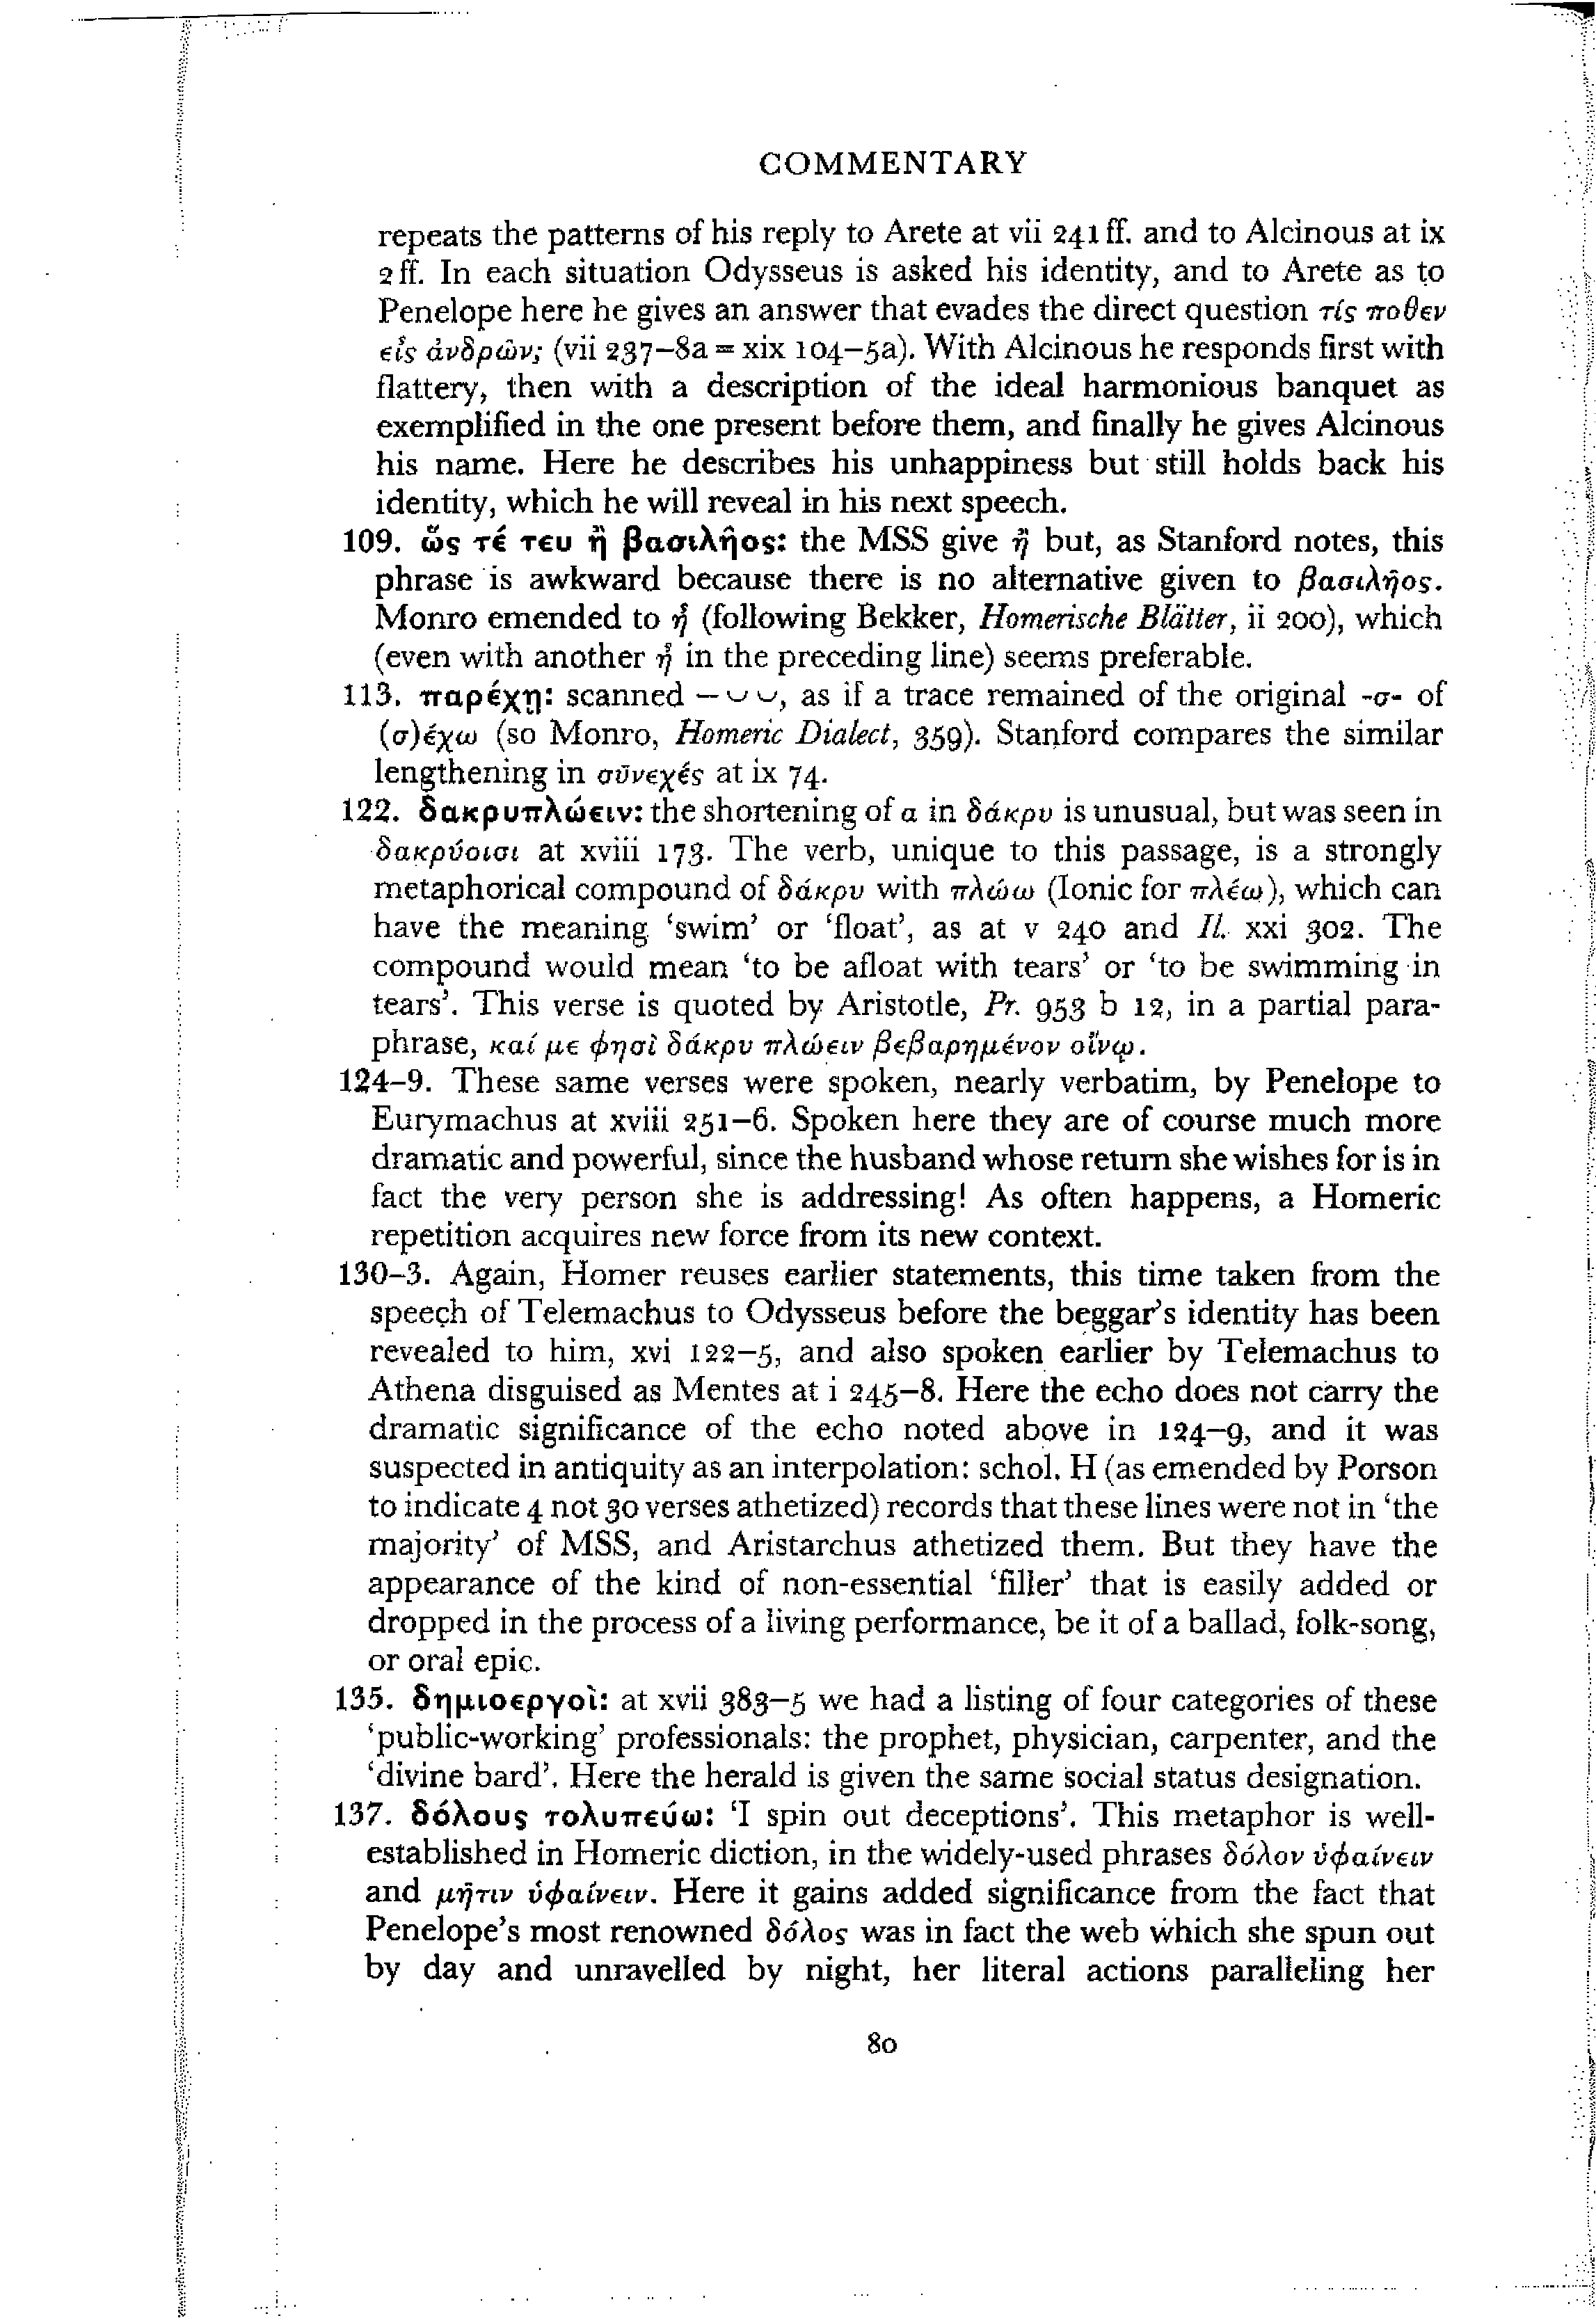 COMMENTARY
repeats the patterns of his reply to Arete at vii 241 ff. and to Alcinous at ix
2 ff. In each situation Odysseus is asked his identity, and to Arete as to
Penelope here he gives an answer that evades the direct question τίς ποθεν
εἶς ἀνδρῶν; (vii 237–8a = xix 104–5a). With Alcinous he responds first with
flattery, then with a description of the ideal harmonious banquet as
exemplified in the one present before them, and finally he gives Alcinous
his name. Here he describes his unhappiness but still holds back his
identity, which he will reveal in his next speech.
109. ὥς τέ τευ ἢ βασιλῆος: the MSS give ἢ but, as Stanford notes, this
phrase is awkward because there is no alternative given to βασιλῆος.
Monro emended to ἦ (following Bekker, Homerische Blätter, ii 200), which
(even with another ἦ in the preceding line) seems preferable.
113. παρέχῃ: scanned – ⏑ ⏑, as if a trace remained of the original -σ- of
(σ)έχω (so Monro, Homeric Dialect, 359). Stanford compares the similar
lengthening in σῡνεχές at ix 74.
122. δακρυπλώειν: the shortening of α in δάκρυ is unusual, but was seen in
δακρύοισι at xviii 173. The verb, unique to this passage, is a strongly
metaphorical compound of δάκρυ with πλώω (Ionic for πλέω), which can
have the meaning ‘swim’ or ‘float’, as at v 240 and Il. xxi 302. The
compound would mean ‘to be afloat with tears’ or ‘to be swimming in
tears’. This verse is quoted by Aristotle, Pr. 953 b 12, in a partial para-
phrase, καί με φησὶ δάκρυ πλώειν βεβαρημένον οἴνῳ.
124–9. These same verses were spoken, nearly verbatim, by Penelope to
Eurymachus at xviii 251–6. Spoken here they are of course much more
dramatic and powerful, since the husband whose return she wishes for is in
fact the very person she is addressing! As often happens, a Homeric
repetition acquires new force from its new context.
130–3. Again, Homer reuses earlier statements, this time taken from the
speech of Telemachus to Odysseus before the beggar’s identity has been
revealed to him, xvi 122–5, and also spoken earlier by Telemachus to
Athena disguised as Mentes at i 245–8. Here the echo does not carry the
dramatic significance of the echo noted above in 124–9, and it was
suspected in antiquity as an interpolation: schol. H (as emended by Porson
to indicate 4 not 30 verses athetized) records that these lines were not in ‘the
majority’ of MSS, and Aristarchus athetized them. But they have the
appearance of the kind of non-essential ‘filler’ that is easily added or
dropped in the process of a living performance, be it of a ballad, folk-song,
or oral epic.
135. δημιοεργοὶ: at xvii 383–5 we had a listing of four categories of these
‘public-working’ professionals: the prophet, physician, carpenter, and the
‘divine bard’. Here the herald is given the same social status designation.
137. δόλους τολυπεύω: ‘I spin out deceptions’. This metaphor is well-
established in Homeric diction, in the widely-used phrases δόλον ὑφαίνειν
and μῆτιν ὑφαίνειν. Here it gains added significance from the fact that
Penelope’s most renowned δόλος was in fact the web which she spun out
by day and unravelled by night, her literal actions paralleling her
80